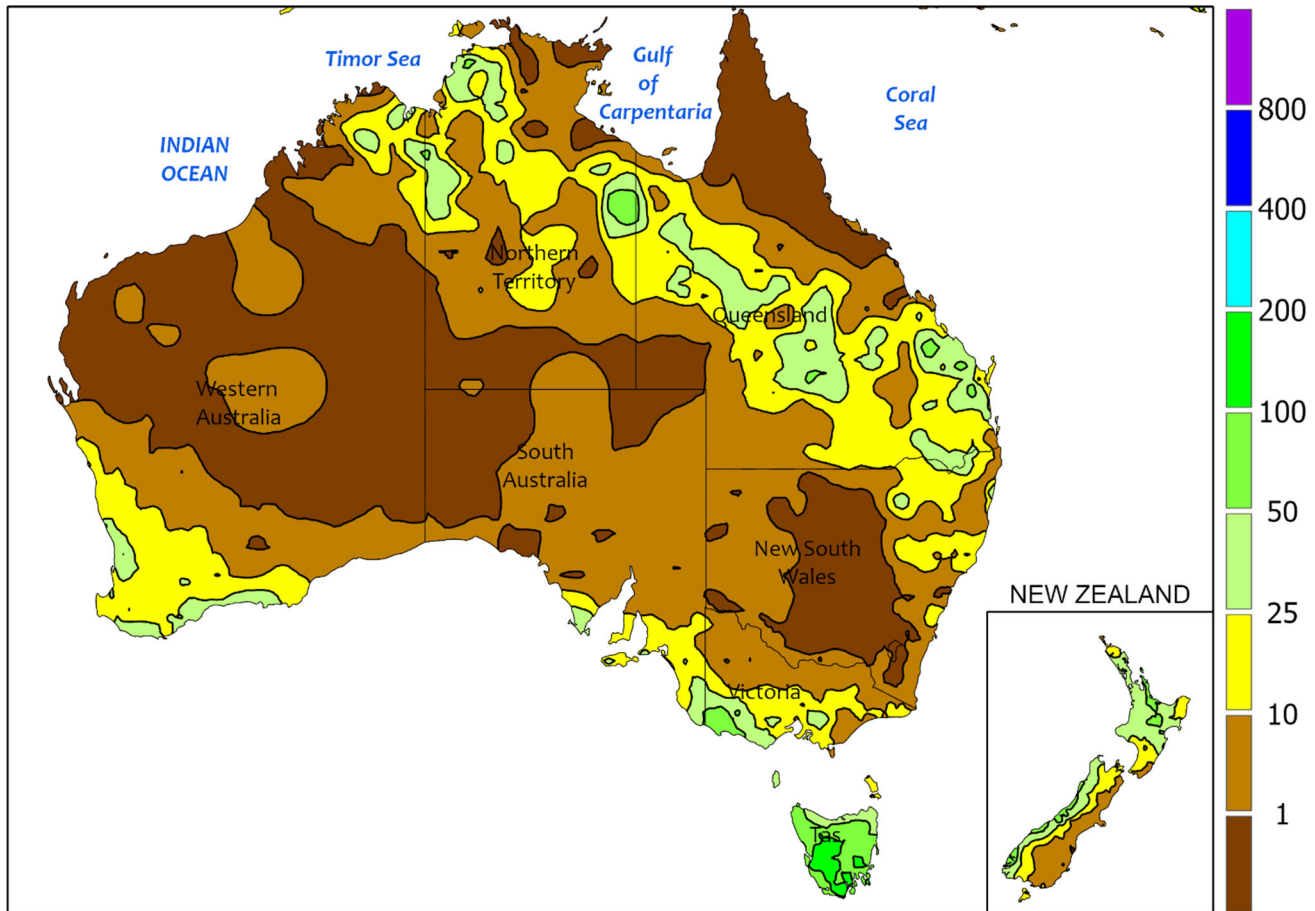 Timor Sea
Gulf
of
Carpentaria
Coral
Sea
INDIAN
OCEAN
Northern
Territory
Queensland
Western
Australia
South
Australia
New South
Wales
Victoria
Tas
NEW ZEALAND
800
400
200
100
50
25
10
1